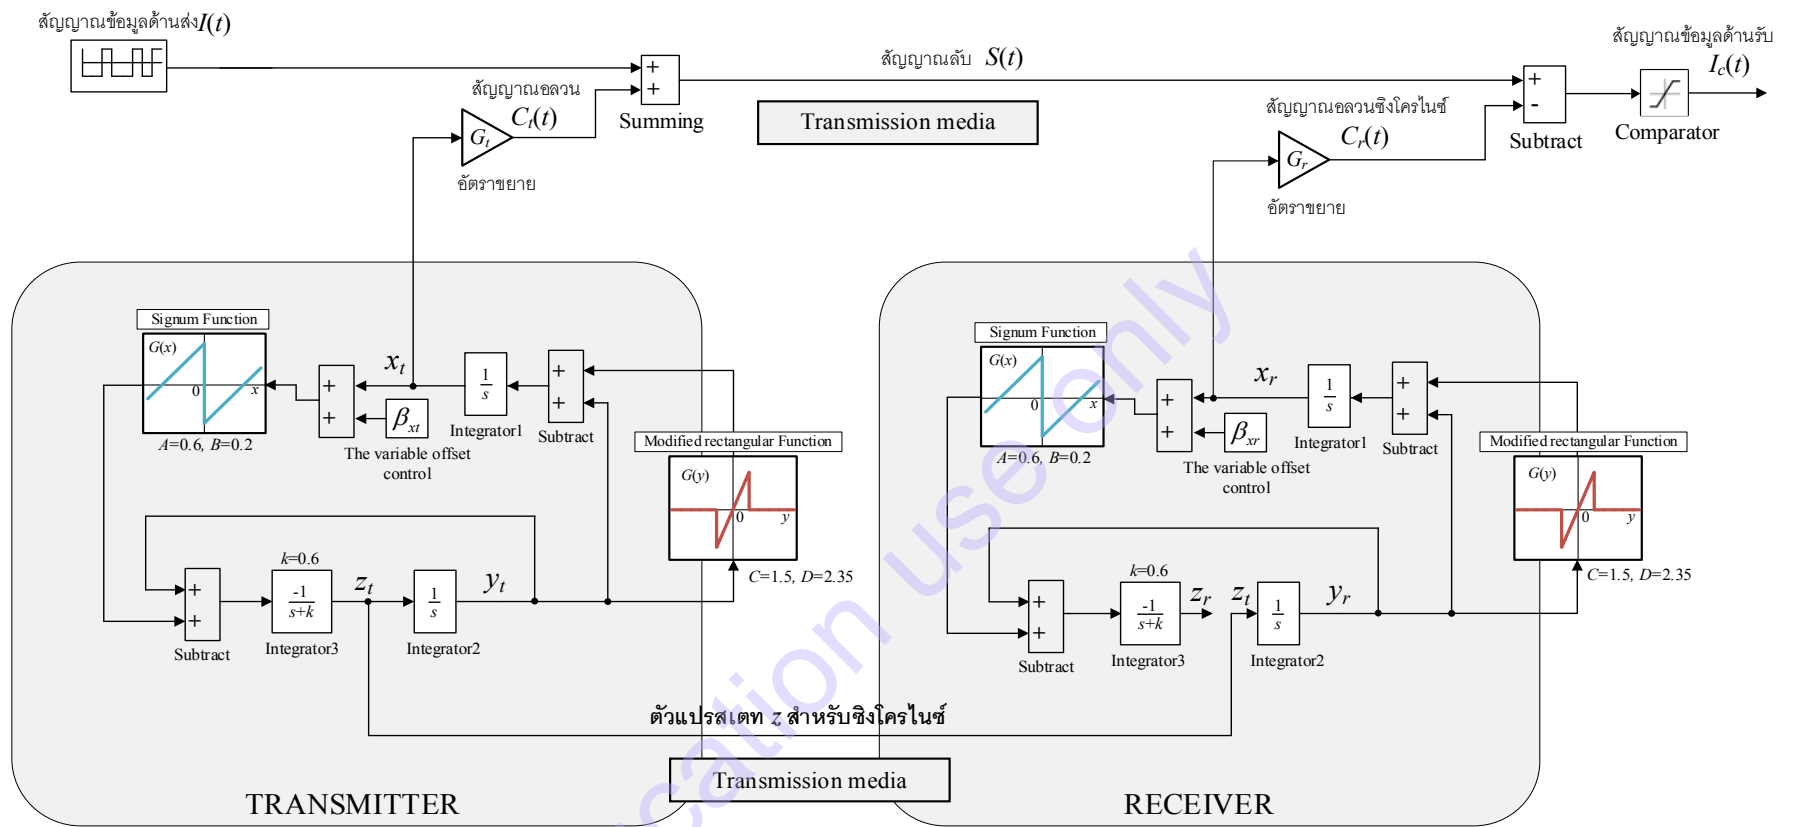 สัญญาณข้อมูลด้านส่ง I(t)
สัญญาณอลวน
C_t(t)
G_t
อัตราขยาย
+
+
Summing
สัญญาณลับ S(t)
Transmission media
สัญญาณอลวนซิงโครไนซ์
C_r(t)
G_r
อัตราขยาย
+
-
Subtract
สัญญาณข้อมูลด้านรับ
I_c(t)
Comparator
Signum Function
G(x)
0
x
A=0.6, B=0.2
+
+
x_t
β_xt
The variable offset
control
1
s
Integrator1
+
+
Subtract
Modified rectangular Function
G(y)
0
y
C=1.5, D=2.35
+
+
Subtract
k=0.6
-1
s+k
Integrator3
z_t
1
s
Integrator2
y_t
TRANSMITTER
ตัวแปรสเตท z สำหรับซิงโครไนซ์
Transmission media
Signum Function
G(x)
0
x
A=0.6, B=0.2
+
+
x_r
β_xr
The variable offset
control
1
s
Integrator1
+
+
Subtract
Modified rectangular Function
G(y)
0
y
C=1.5, D=2.35
+
+
Subtract
k=0.6
-1
s+k
Integrator3
z_r
z_t
1
s
Integrator2
y_r
RECEIVER
cation use only